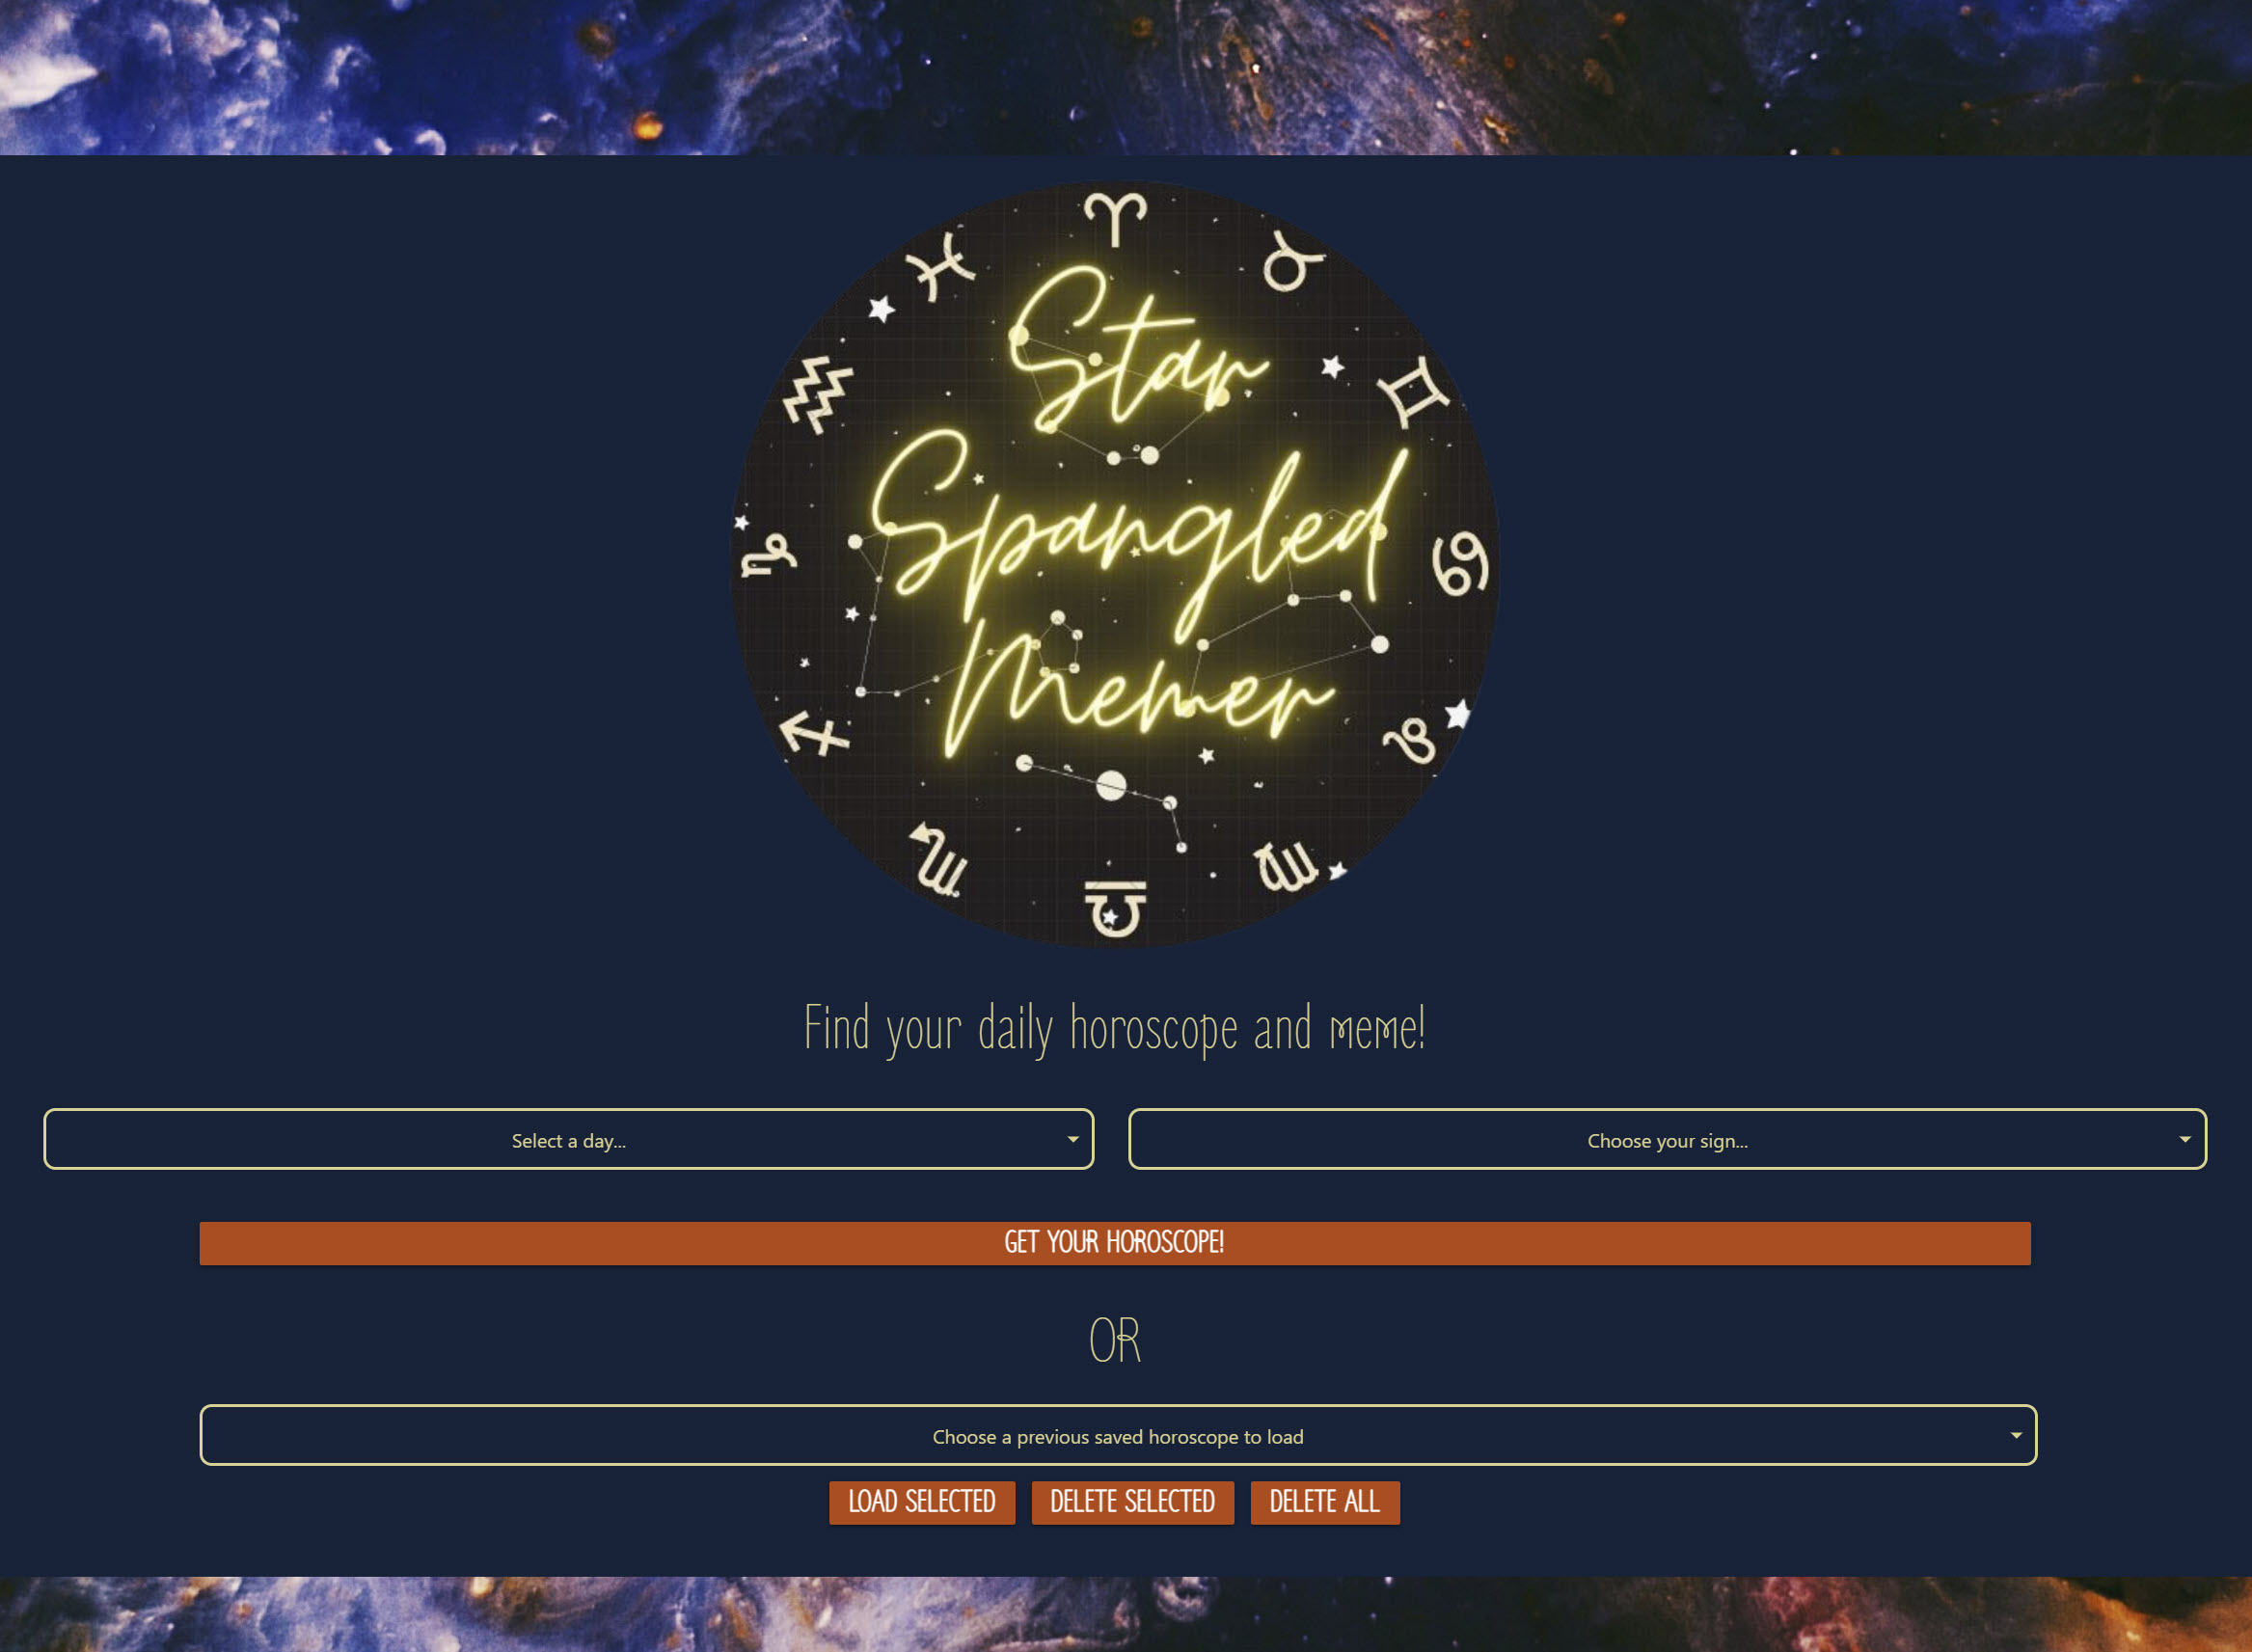 Star
Spangled
Memer
Find your daily horoscope and meme!
Select a day...
Choose your sign...
GET YOUR HOROSCOPE!
OR
Choose a previous saved horoscope to load
LOAD SELECTED
DELETE SELECTED
DELETE ALL